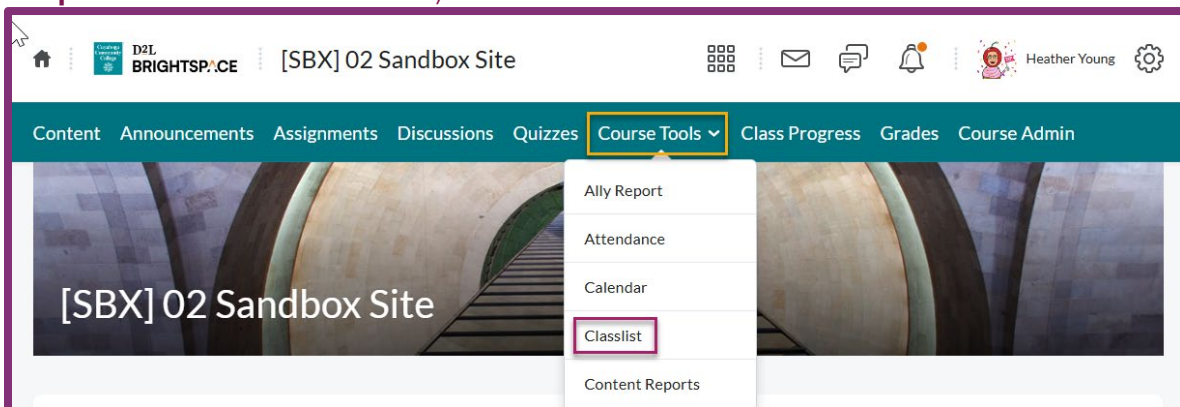 D2L
BRIGHTSPACE
[SBX] 02 Sandbox Site
Heather Young
Content Announcements Assignments Discussions Quizzes Course Tools Class Progress Grades Course Admin
Ally Report
Attendance
Calendar
[SBX] 02 Sandbox Site
Classlist
Content Reports